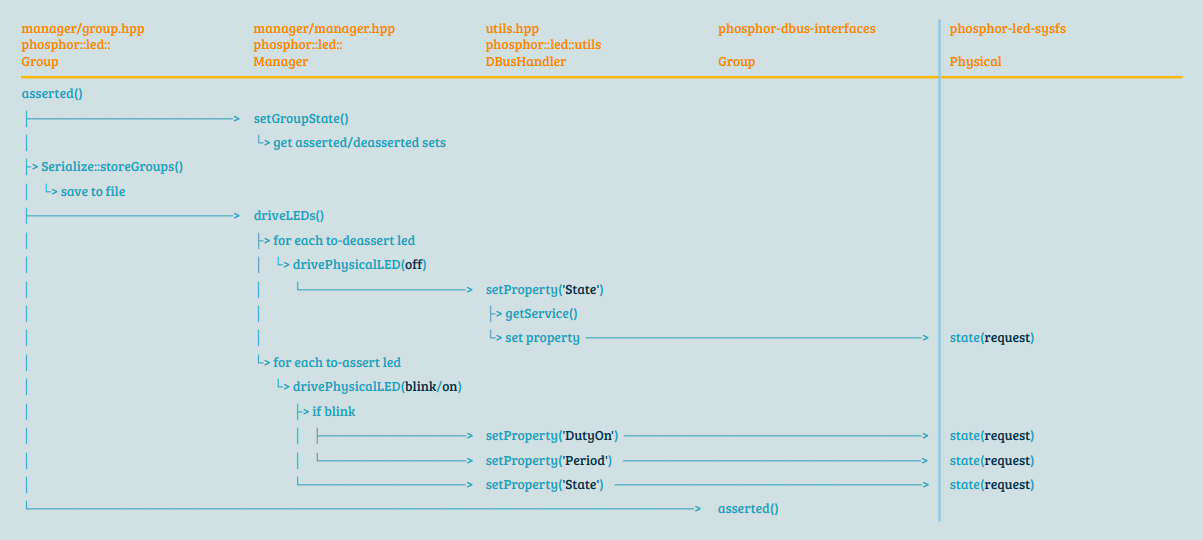 manager/group.hpp manager/manager.hpp utils.hpp phosphor-dbus-interfaces phosphor-led-sysfs
phosphor::led:: phosphor::led:: phosphor::led::utils
Group Manager DBusHandler Group Physical
asserted()
├────────────────> setGroupState()
│ └> get asserted/deasserted sets
├> Serialize::storeGroups()
│ └> save to file
├────────────────> driveLEDs()
│ ├> for each to-deassert led
│ │ └> drivePhysicalLED(off)
│ │ └────────────> setProperty('State')
│ │ ├> getService()
│ │ └> set property ────────────────> state(request)
│ └> for each to-assert led
│ └> drivePhysicalLED(blink/on)
│ ├> if blink
│ │ ├────────────> setProperty('DutyOn') ────────────────> state(request)
│ │ └────────────> setProperty('Period') ────────────────> state(request)
│ └────────────> setProperty('State') ────────────────> state(request)
└────────────────────────────────> asserted()